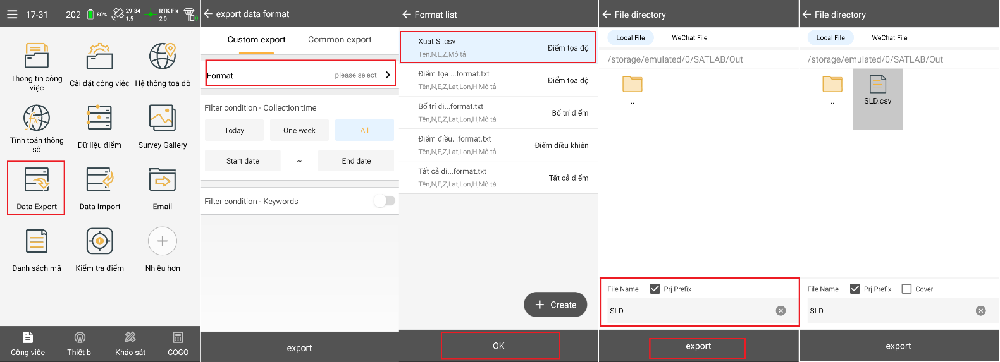 17-31 202 80% 29-34 1,5 RTK Fix 2,0
Thông tin công việc
Cài đặt công việc
Hệ thống tọa độ
fx
Tính toán thông số
Dữ liệu điểm
Survey Gallery
Data Export
Data Import
Email
Danh sách mã
Kiểm tra điểm
Nhiều hơn
Công việc
Thiết bị
Khảo sát
COGO
export data format
Custom export
Common export
Format
please select
Filter condition - Collection time
Today
One week
All
Start date
~
End date
Filter condition - Keywords
export
Format list
Xuat Sl.csv
Tên,N,E,Z,Mô tả
Điểm tọa độ
Điểm tọa ...format.txt
Tên,N,E,Z,Lat,Lon,H,Mô tả
Điểm tọa độ
Bố trí đi...format.txt
Tên,N,E,Z,Lat,Lon,H,Mô tả
Bố trí điểm
Điểm điều...format.txt
Tên,N,E,Z,Lat,Lon,H,Mô tả
Điểm điều khiển
Tất cả đi...format.txt
Tên,N,E,Z,Lat,Lon,H,Mô tả
Tất cả điểm
Create
OK
File directory
Local File
WeChat File
/storage/emulated/0/SATLAB/Out
..
File Name
Prj Prefix
SLD
export
File directory
Local File
WeChat File
/storage/emulated/0/SATLAB/Out
..
SLD.csv
File Name
Prj Prefix
Cover
SLD
export